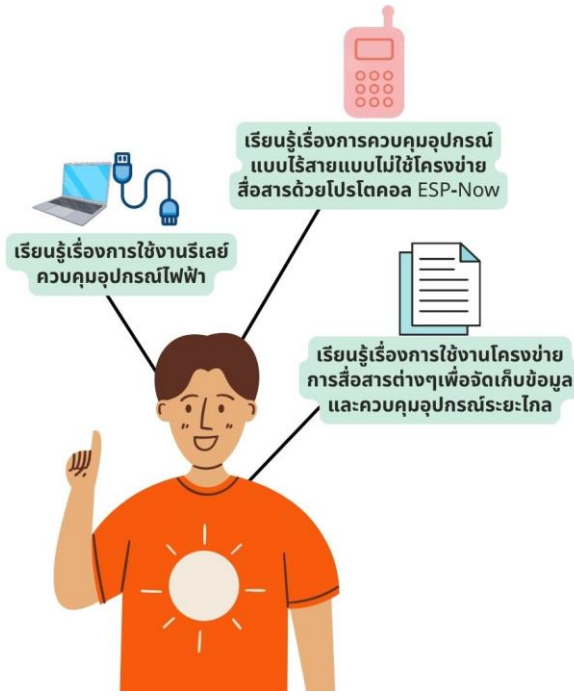 เรียนรู้เรื่องการควบคุมอุปกรณ์
แบบไร้สายแบบไม่ใช้โครงข่าย
สื่อสารด้วยโปรโตคอล ESP-Now
เรียนรู้เรื่องการใช้งานรีเลย์
ควบคุมอุปกรณ์ไฟฟ้า
เรียนรู้เรื่องการใช้งานโครงข่าย
การสื่อสารต่างๆเพื่อจัดเก็บข้อมูล
และควบคุมอุปกรณ์ระยะไกล